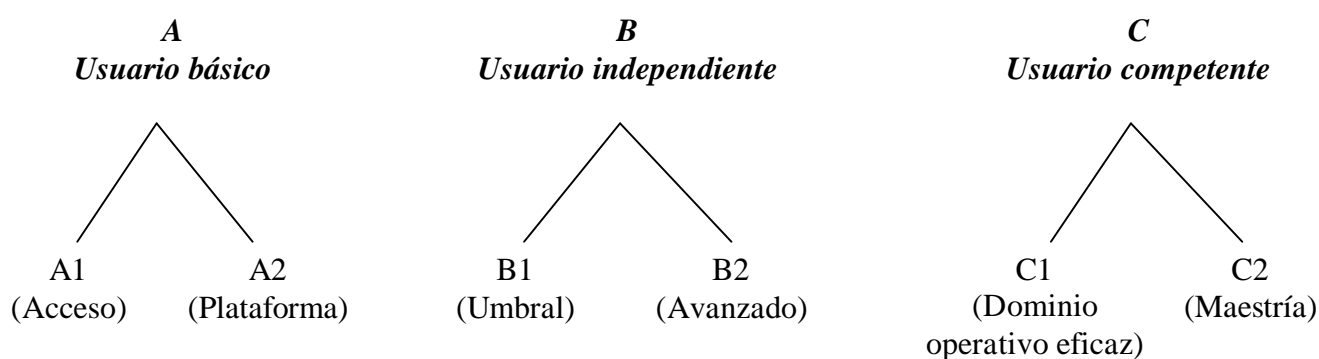 A
Usuario básico
B
Usuario independiente
C
Usuario competente
A1
(Acceso)
A2
(Plataforma)
B1
(Umbral)
B2
(Avanzado)
C1
(Dominio
operativo eficaz)
C2
(Maestría)